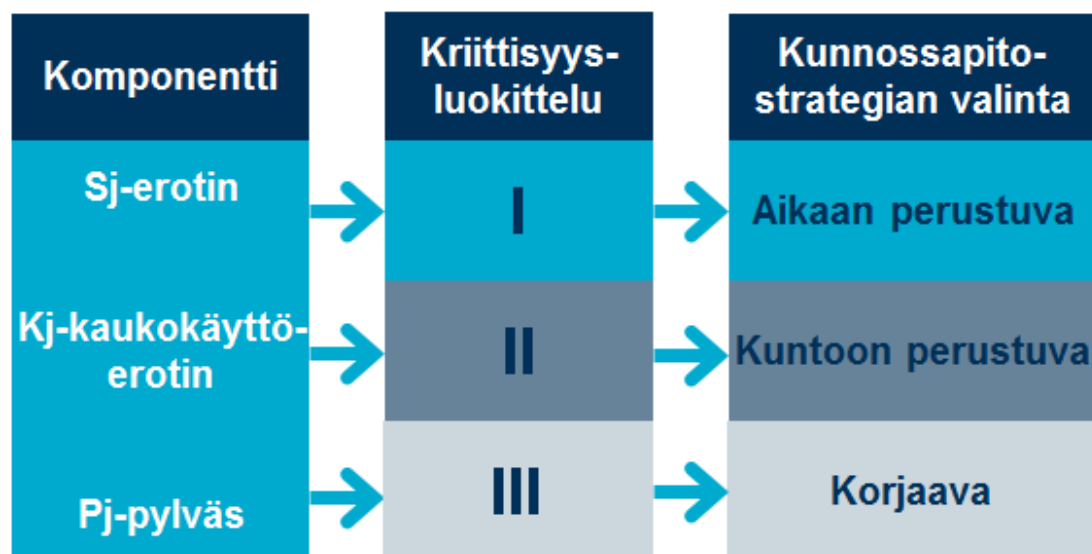 Komponentti
Kriittisyys-
luokittelu
Kunnossapito-
strategian valinta
Sj-erotin
I
Aikaan perustuva
Kj-kaukokäyttö-
erotin
II
Kuntoon perustuva
Pj-pylväs
III
Korjaava